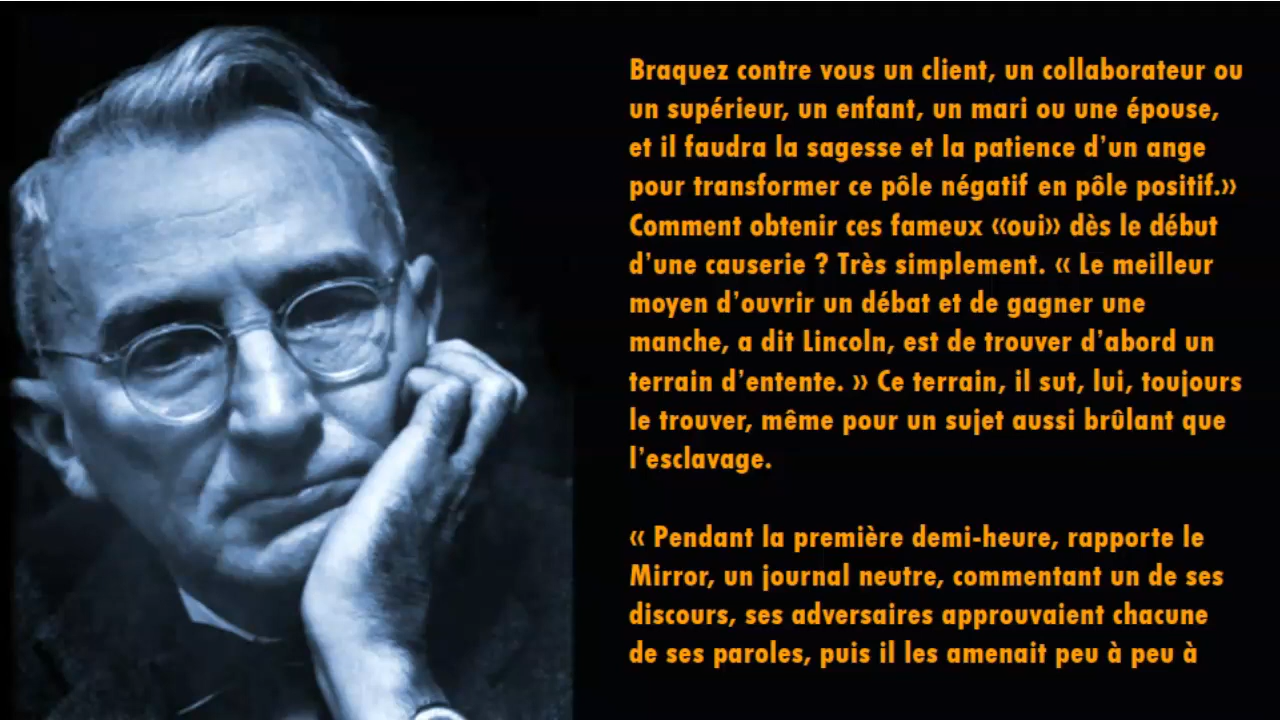 Braquez contre vous un client, un collaborateur ou
un supérieur, un enfant, un mari ou une épouse,
et il faudra la sagesse et la patience d’un ange
pour transformer ce pôle négatif en pôle positif.»
Comment obtenir ces fameux «oui» dès le début
d’une causerie ? Très simplement. « Le meilleur
moyen d’ouvrir un débat et de gagner une
manche, a dit Lincoln, est de trouver d’abord un
terrain d’entente. » Ce terrain, il sut, lui, toujours
le trouver, même pour un sujet aussi brûlant que
l’esclavage.
« Pendant la première demi-heure, rapporte le
Mirror, un journal neutre, commentant un de ses
discours, ses adversaires approuvaient chacune
de ses paroles, puis il les amenait peu à peu à